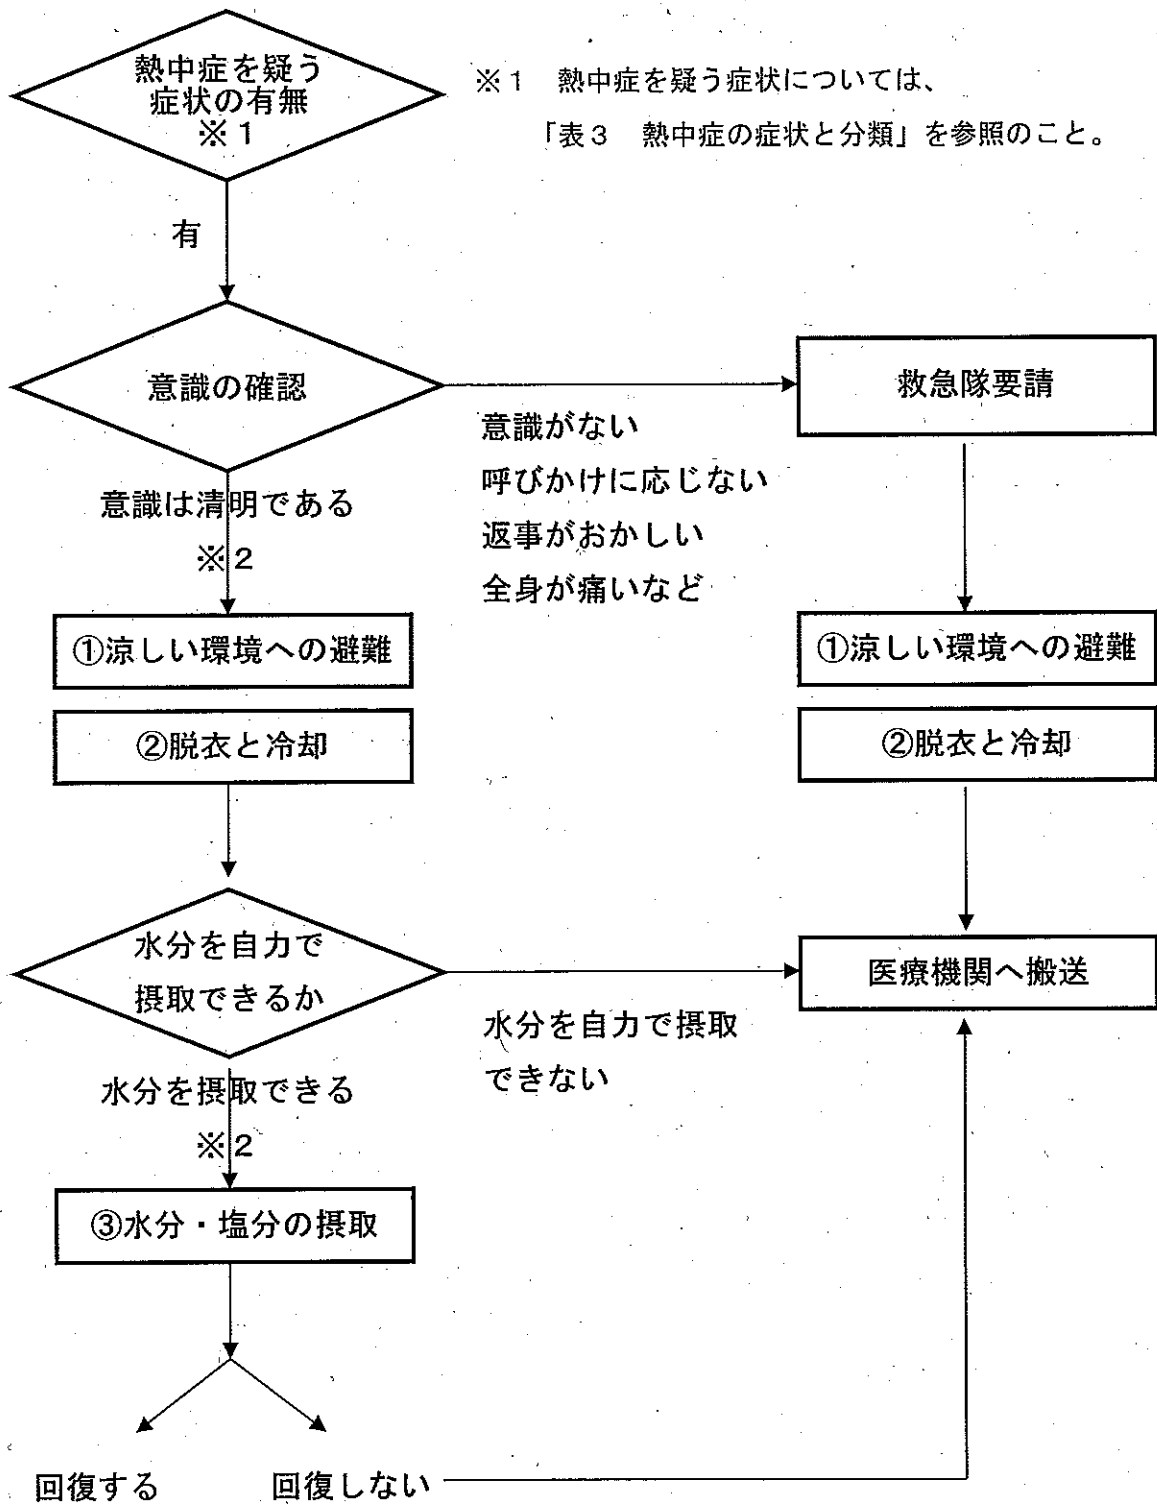 熱中症を疑う
症状の有無
※１
※１　熱中症を疑う症状については、
「表３　熱中症の症状と分類」を参照のこと。
有
意識の確認
救急隊要請
意識がない
呼びかけに応じない
返事がおかしい
全身が痛いなど
意識は清明である
※２
①涼しい環境への避難
①涼しい環境への避難
②脱衣と冷却
②脱衣と冷却
水分を自力で
摂取できるか
医療機関へ搬送
水分を自力で摂取
できない
水分を摂取できる
※２
③水分・塩分の摂取
回復する
回復しない